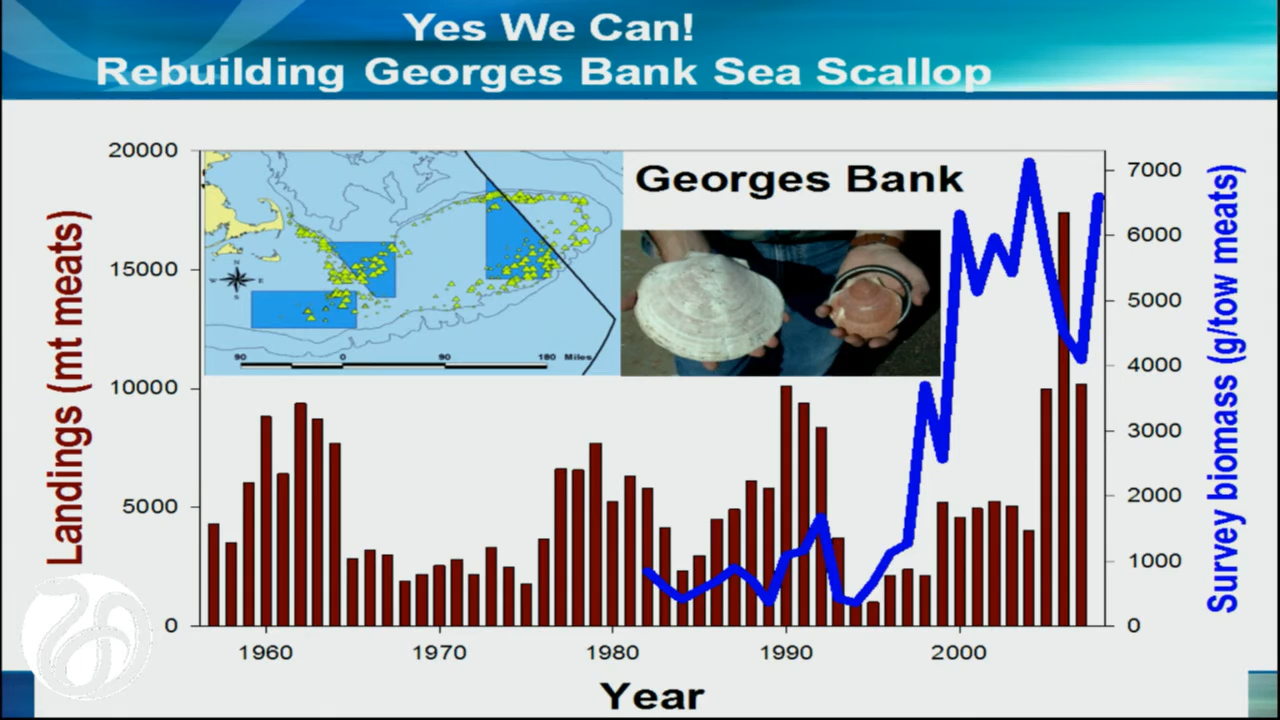 Yes We Can!
Rebuilding Georges Bank Sea Scallop
Georges Bank
Landings (mt meats)
20000
15000
10000
5000
0
90 0 90 180 Miles
N
W E
S
7000
6000
5000
4000
3000
2000
1000
0
Survey biomass (g/tow meats)
1960 1970 1980 1990 2000
Year